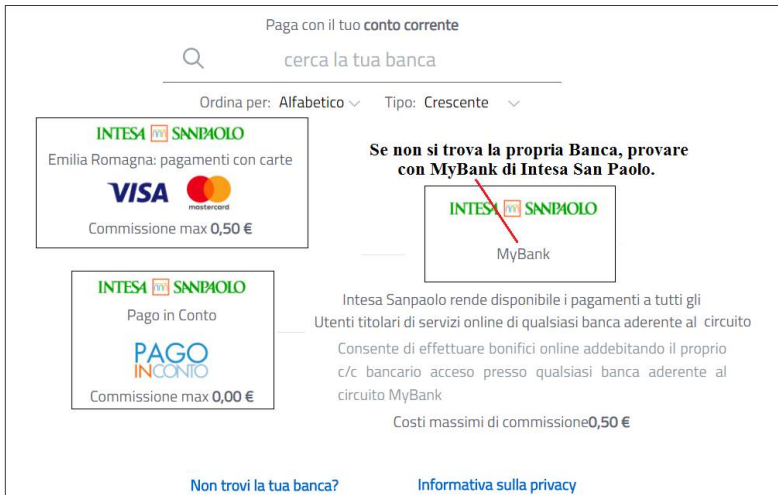 Paga con il tuo conto corrente
cerca la tua banca
Ordina per: Alfabetico Tipo: Crescente
INTESA SANPAOLO
Emilia Romagna: pagamenti con carte
VISA mastercard
Commissione max 0,50 €
Se non si trova la propria Banca, provare
con MyBank di Intesa San Paolo.
INTESA SANPAOLO
MyBank
INTESA SANPAOLO
Pago in Conto
PAGO
INCONTO
Commissione max 0,00 €
Intesa Sanpaolo rende disponibile i pagamenti a tutti gli
Utenti titolari di servizi online di qualsiasi banca aderente al circuito
Consente di effettuare bonifici online addebitando il proprio
c/c bancario acceso presso qualsiasi banca aderente al
circuito MyBank
Costi massimi di commissione0,50 €
Non trovi la tua banca? Informativa sulla privacy